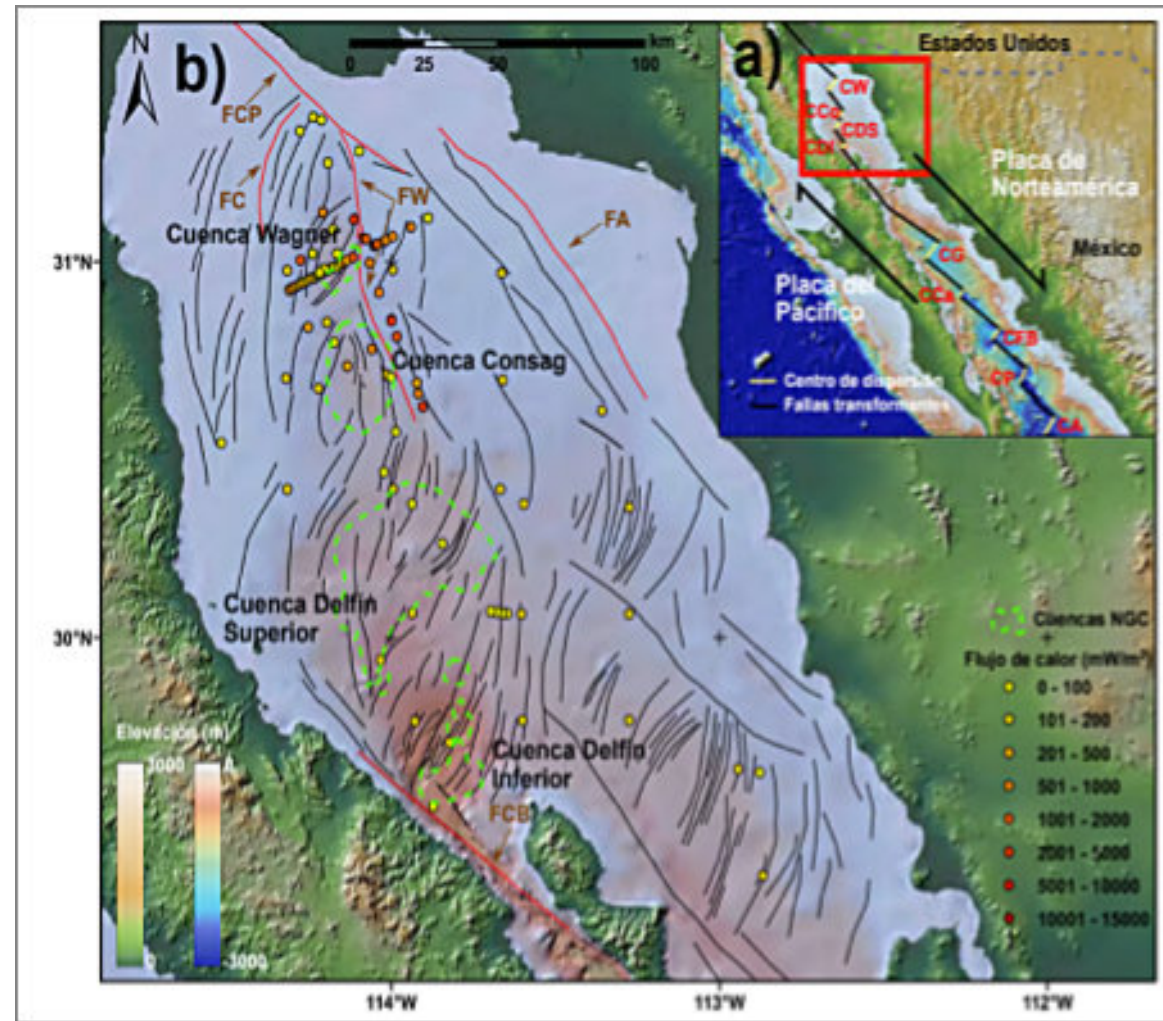 N
b)
km
0 25 50 100
FCP
FC
FW
FA
Cuenca Wagner
Cuenca Consag
Cuenca Delfín
Superior
Cuenca Delfín
Inferior
FCB
31°N
30°N
114°W
113°W
112°W
Elevación (m)
3000
0
-3000
a)
Estados Unidos
CW
CCo
CDS
CDI
Placa de
Norteamérica
México
CG
CCa
Placa del
Pacífico
CFB
CP
CA
Centro de dispersión
Fallas transformantes
Cuencas NGC
Flujo de calor (mW/m²)
0 - 100
101 - 200
201 - 500
501 - 1000
1001 - 2000
2001 - 5000
5001 - 10000
10001 - 15000